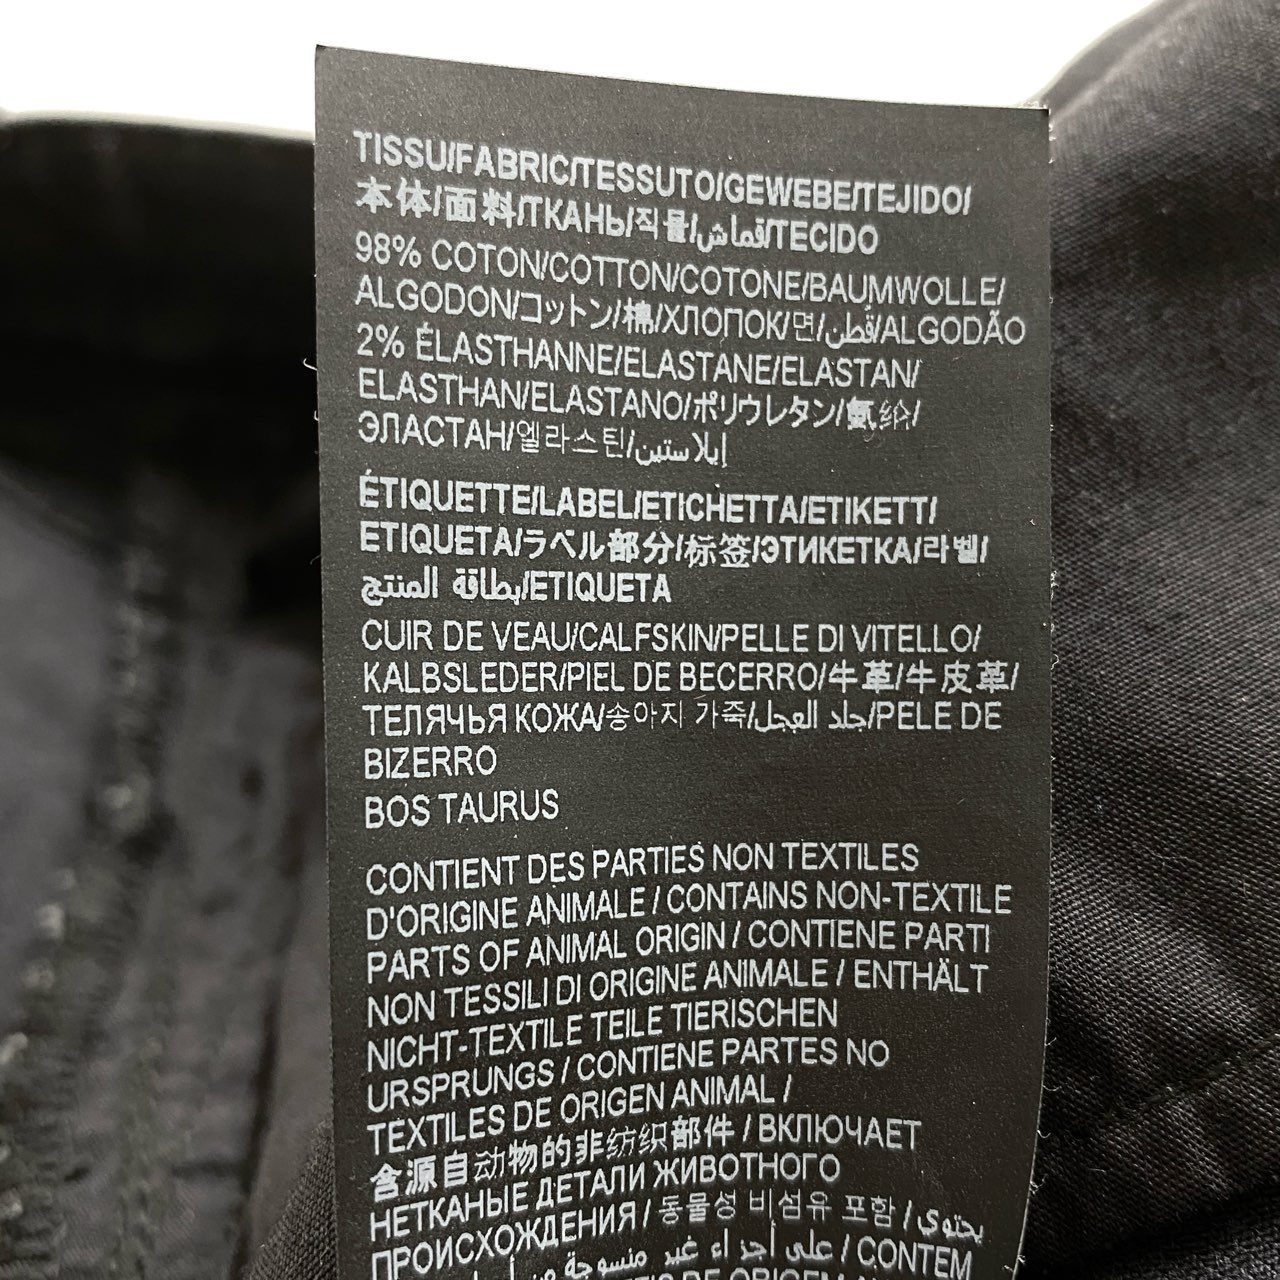 TISSU/FABRIC/TESSUTO/GEWEBE/TEJIDO/
本体/面料/ТКАНЬ/직물/قماش/TECIDO
98% COTON/COTTON/COTONE/BAUMWOLLE/
ALGODON/コットン/棉/ХЛОПОК/면/قطن/ALGODÃO
2% ÉLASTHANNE/ELASTANE/ELASTAN/
ELASTHAN/ELASTANO/ポリウレタン/氨纶/
ЭЛАСТАН/엘라스틴/إيلاستين
ÉTIQUETTE/LABEL/ETICHETTA/ETIKETT/
ETIQUETA/ラベル部分/标签/ЭТИКЕТКА/라벨/
بطاقة المنتج/ETIQUETA
CUIR DE VEAU/CALFSKIN/PELLE DI VITELLO/
KALBSLEDER/PIEL DE BECERRO/牛革/牛皮革/
ТЕЛЯЧЬЯ КОЖА/송아지 가죽/جلد العجل/PELE DE
BIZERRO
BOS TAURUS
CONTIENT DES PARTIES NON TEXTILES
D'ORIGINE ANIMALE / CONTAINS NON-TEXTILE
PARTS OF ANIMAL ORIGIN / CONTIENE PARTI
NON TESSILI DI ORIGINE ANIMALE / ENTHÄLT
NICHT-TEXTILE TEILE TIERISCHEN
URSPRUNGS / CONTIENE PARTES NO
TEXTILES DE ORIGEN ANIMAL /
含源自动物的非纺织部件 / ВКЛЮЧАЕТ
НЕТКАНЫЕ ДЕТАЛИ ЖИВОТНОГО
ПРОИСХОЖДЕНИЯ / 동물성 비섬유 포함 / يحتوي
على أجزاء غير منسوجة من / CONTEM
DE ORIGEM